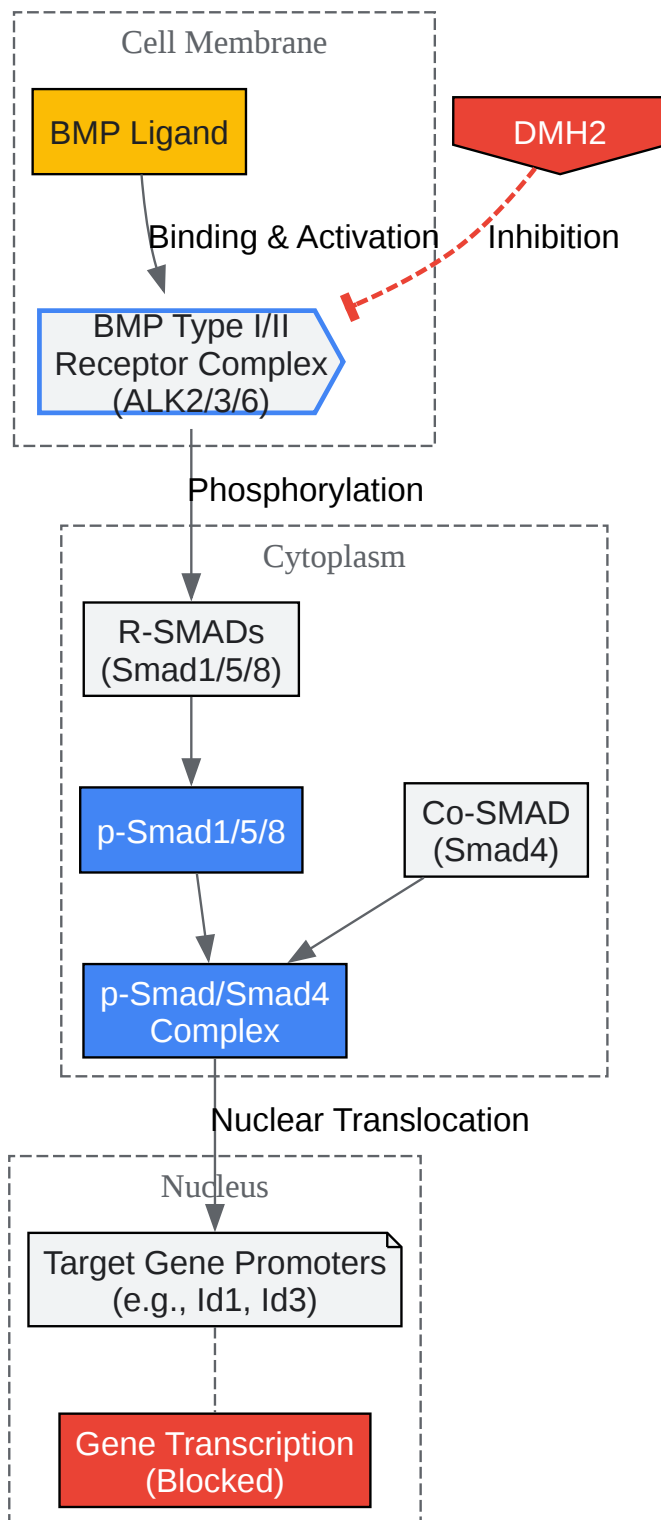 Cell Membrane
BMP Ligand
DMH2
Binding & Activation
Inhibition
BMP Type I/II
Receptor Complex
(ALK2/3/6)
Phosphorylation
Cytoplasm
R-SMADs
(Smad1/5/8)
p-Smad1/5/8
Co-SMAD
(Smad4)
p-Smad/Smad4
Complex
Nuclear Translocation
Nucleus
Target Gene Promoters
(e.g., Id1, Id3)
Gene Transcription
(Blocked)